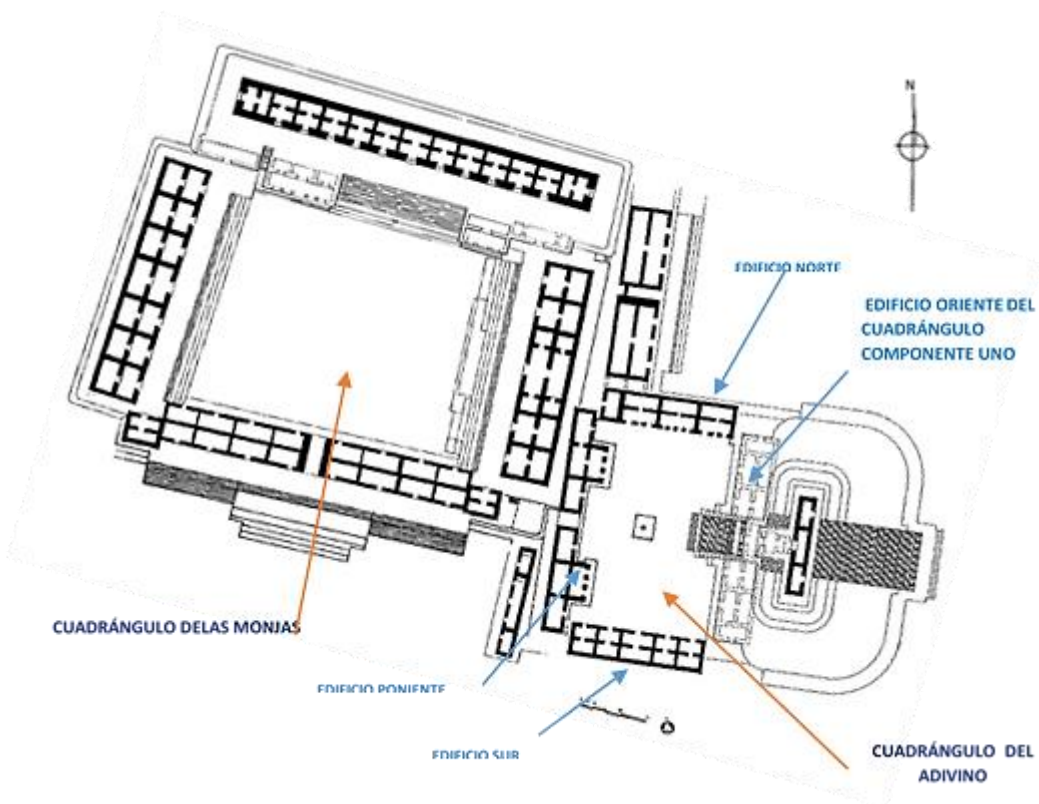 N
EDIFICIO NORTE
EDIFICIO ORIENTE DEL
CUADRÁNGULO
COMPONENTE UNO
CUADRÁNGULO DELAS MONJAS
EDIFICIO PONIENTE
EDIFICIO SUR
CUADRÁNGULO DEL
ADIVINO